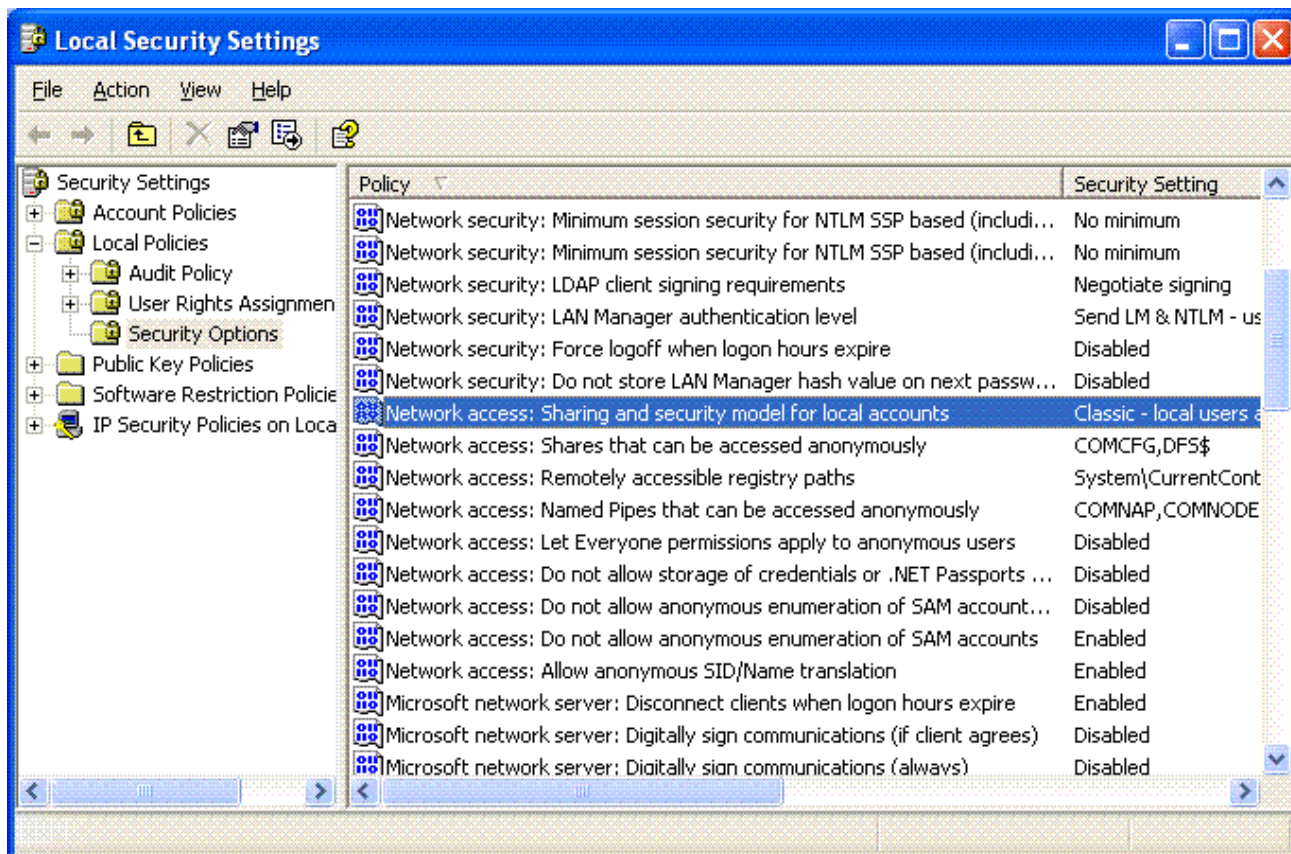 Local Security Settings
File Action View Help
Security Settings
Account Policies
Local Policies
Audit Policy
User Rights Assignmen
Security Options
Public Key Policies
Software Restriction Policie
IP Security Policies on Loca
Policy Security Setting
Network security: Minimum session security for NTLM SSP based (includi... No minimum
Network security: Minimum session security for NTLM SSP based (includi... No minimum
Network security: LDAP client signing requirements Negotiate signing
Network security: LAN Manager authentication level Send LM & NTLM - us
Network security: Force logoff when logon hours expire Disabled
Network security: Do not store LAN Manager hash value on next passw... Disabled
Network access: Sharing and security model for local accounts Classic - local users a
Network access: Shares that can be accessed anonymously COMCFG,DFS$
Network access: Remotely accessible registry paths System\CurrentCont
Network access: Named Pipes that can be accessed anonymously COMNAP,COMNODE
Network access: Let Everyone permissions apply to anonymous users Disabled
Network access: Do not allow storage of credentials or .NET Passports ... Disabled
Network access: Do not allow anonymous enumeration of SAM account... Disabled
Network access: Do not allow anonymous enumeration of SAM accounts Enabled
Network access: Allow anonymous SID/Name translation Enabled
Microsoft network server: Disconnect clients when logon hours expire Enabled
Microsoft network server: Digitally sign communications (if client agrees) Disabled
Microsoft network server: Digitally sign communications (always) Disabled